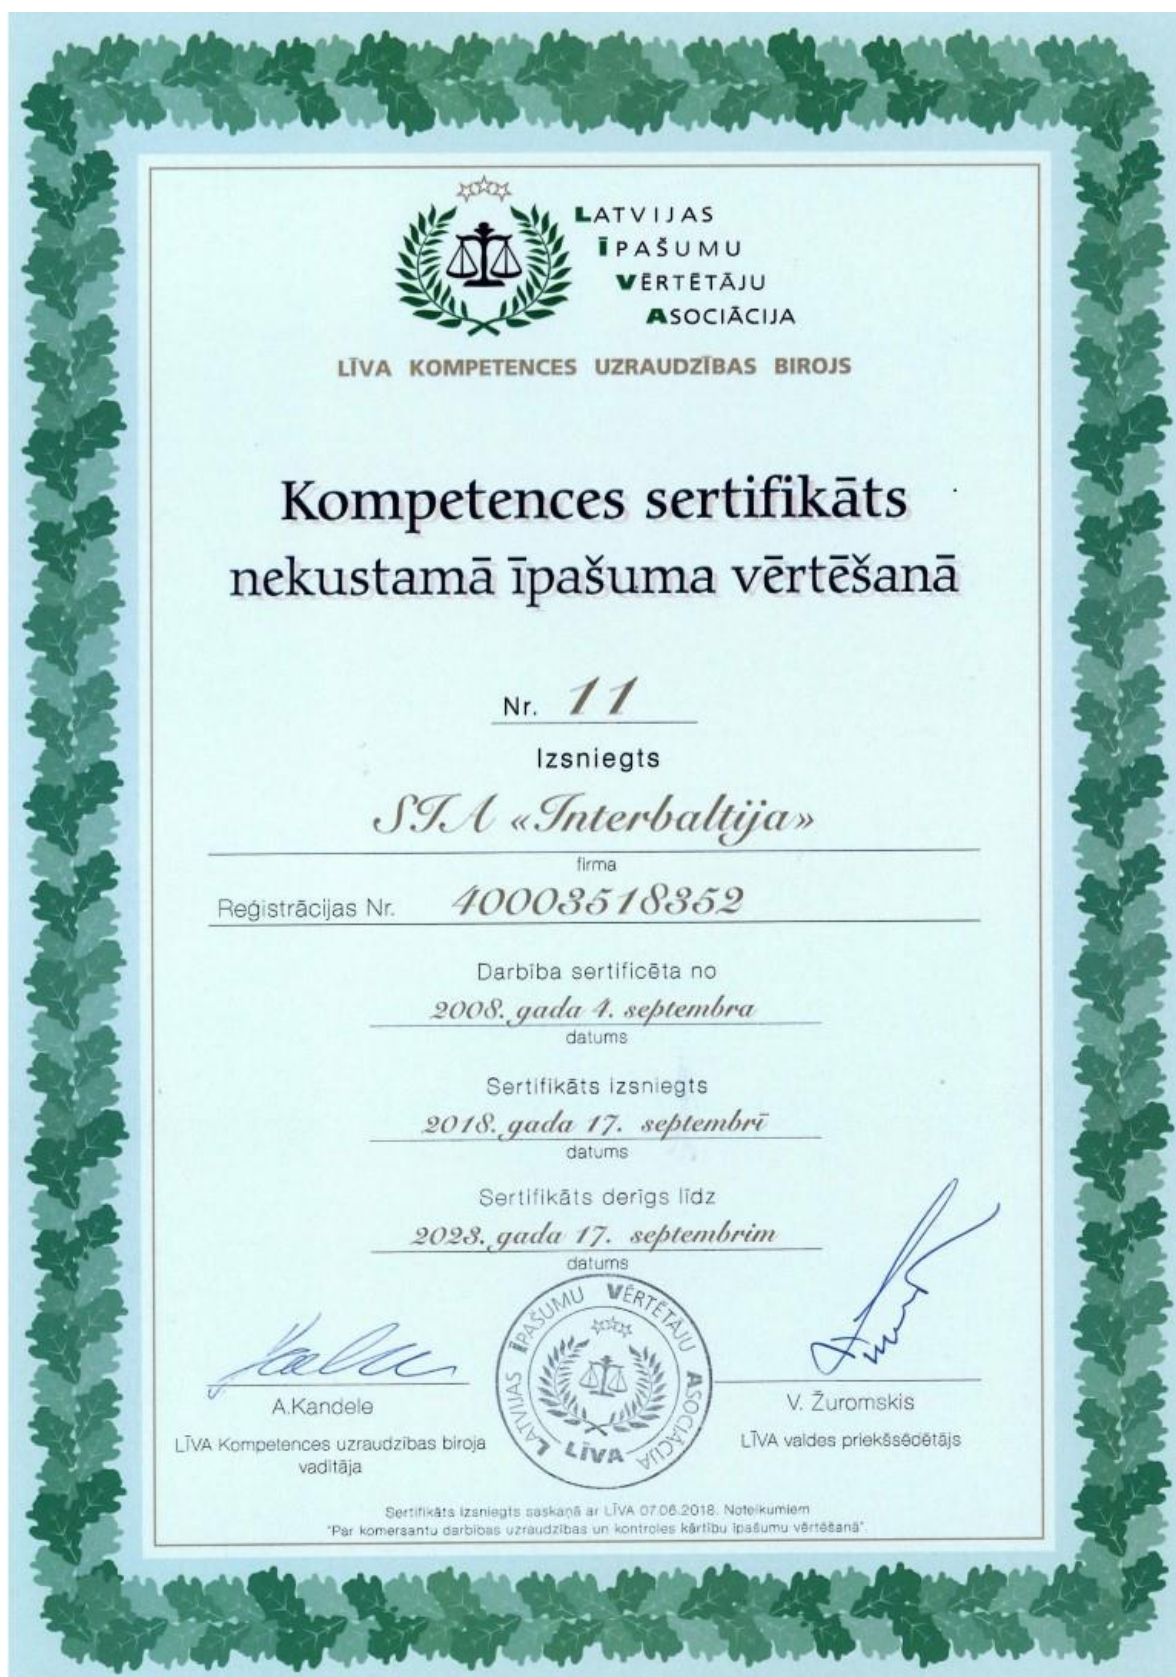 LATVIJAS
ĪPAŠUMU
VĒRTĒTĀJU
ASOCIĀCIJA
LĪVA KOMPETENCES UZRAUDZĪBAS BIROJS
Kompetences sertifikāts
nekustamā īpašuma vērtēšanā
Nr. 11
Izsniegts
SIA «Interbaltija»
firma
Reģistrācijas Nr. 40003518352
Darbība sertificēta no
2008. gada 4. septembra
datums
Sertifikāts izsniegts
2018. gada 17. septembrī
datums
Sertifikāts derīgs līdz
2023. gada 17. septembrim
datums
LATVIJAS ĪPAŠUMU VĒRTĒTĀJU ASOCIĀCIJA
LĪVA
A.Kandele
LĪVA Kompetences uzraudzības biroja
vadītāja
V. Žuromskis
LĪVA valdes priekšsēdētājs
Sertifikāts izsniegts saskaņā ar LĪVA 07.06.2018. Noteikumiem
"Par komersantu darbības uzraudzības un kontroles kārtību īpašumu vērtēšanā".